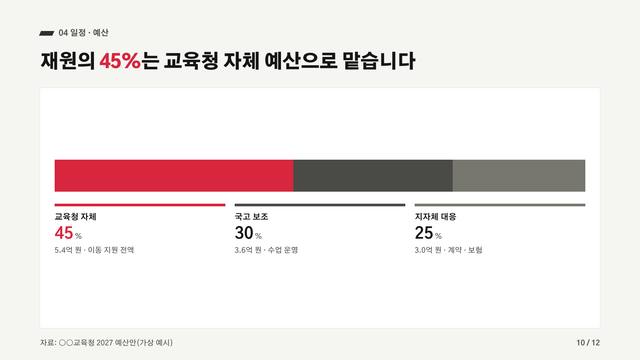 04 일정 · 예산
재원의 45%는 교육청 자체 예산으로 맡습니다
교육청 자체
45 %
5.4억 원 · 이동 지원 전액
국고 보조
30 %
3.6억 원 · 수업 운영
지자체 대응
25 %
3.0억 원 · 계약 · 보험
자료: ○○교육청 2027 예산안(가상 예시)
10 / 12